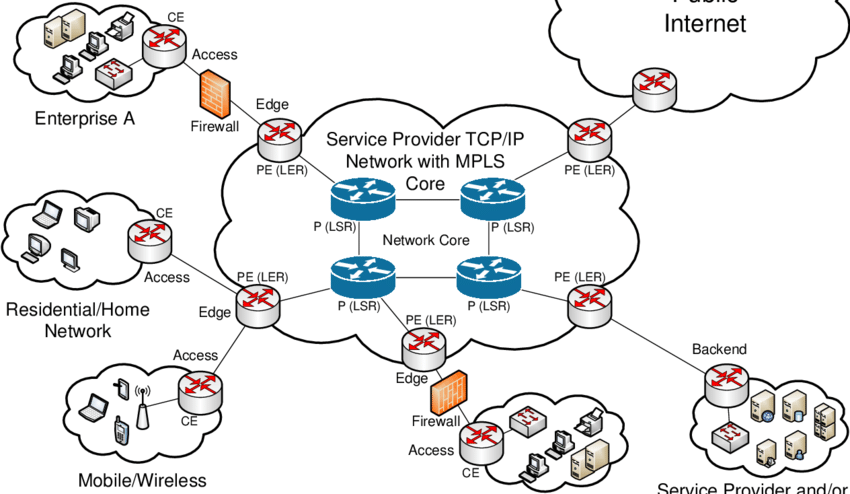 CE
Access
Enterprise A
Firewall
Edge
PE (LER)
Internet
Service Provider TCP/IP
Network with MPLS
Core
PE (LER)
P (LSR)
P (LSR)
Network Core
CE
Access
Residential/Home
Network
PE (LER)
Edge
P (LSR)
P (LSR)
PE (LER)
PE (LER)
Edge
Access
CE
Mobile/Wireless
Firewall
Access
CE
Backend
Service Provider and/or